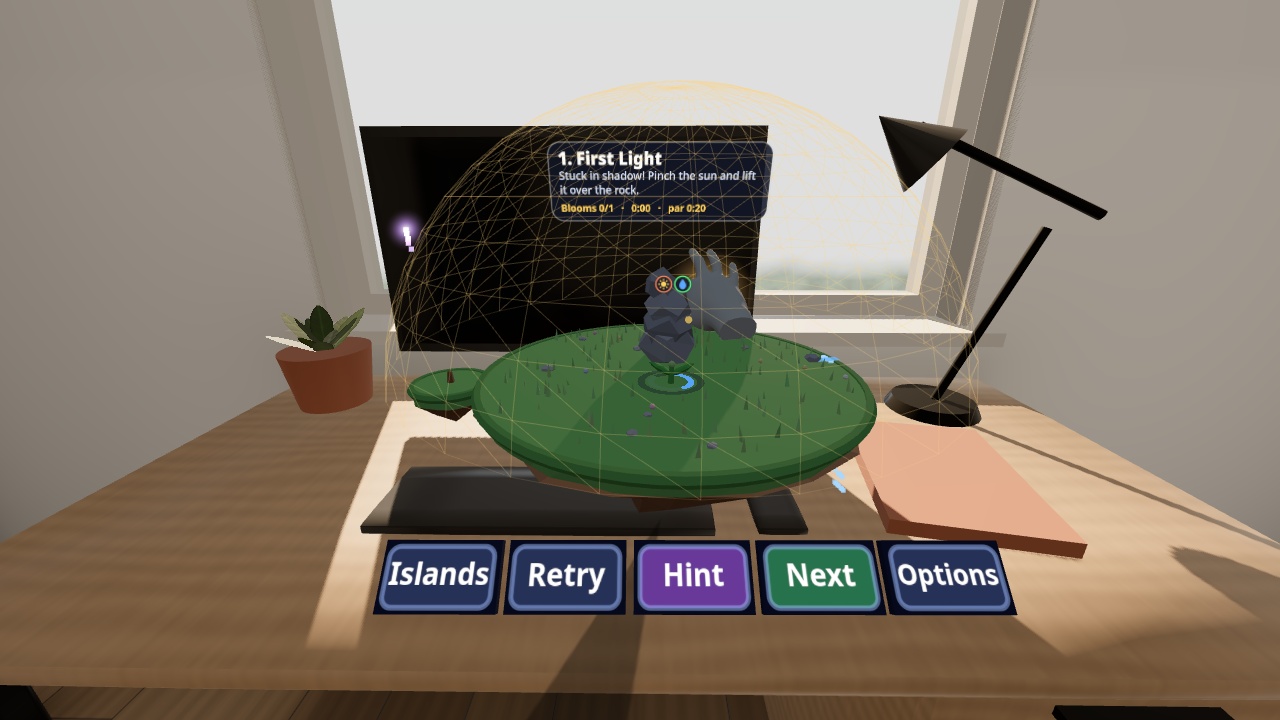 1. First Light
Stuck in shadow! Pinch the sun and lift
it over the rock.
Blooms 0/1 · 0:00 · par 0:20
Islands
Retry
Hint
Next
Options